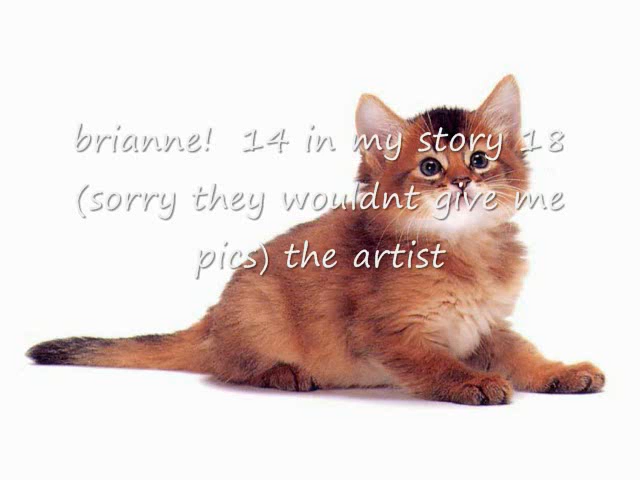 brianne!  14 in my story 18
(sorry they wouldnt give me
pics) the artist